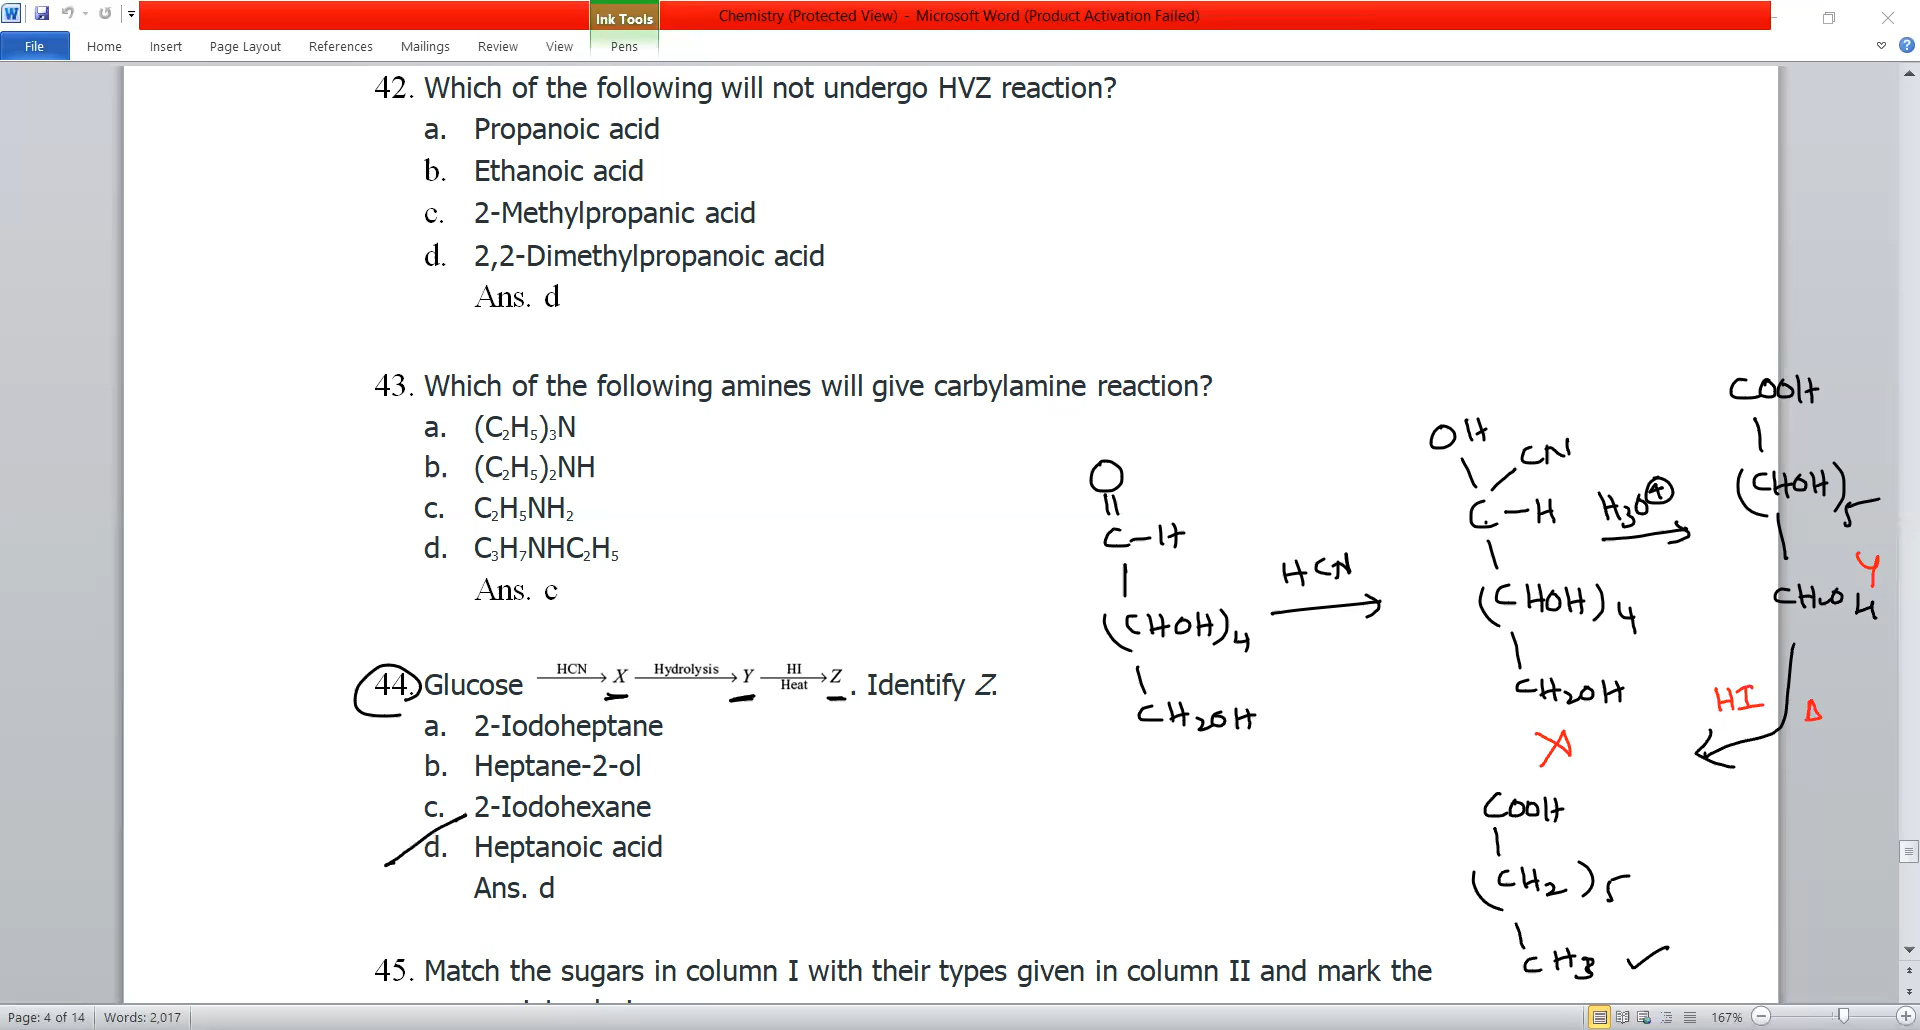 Chemistry (Protected View) - Microsoft Word (Product Activation Failed)
Ink Tools
File Home Insert Page Layout References Mailings Review View Pens
42. Which of the following will not undergo HVZ reaction?
a. Propanoic acid
b. Ethanoic acid
c. 2-Methylpropanic acid
d. 2,2-Dimethylpropanoic acid
Ans. d
43. Which of the following amines will give carbylamine reaction?
a. (C₂H₅)₃N
b. (C₂H₅)₂NH
c. C₂H₅NH₂
d. C₃H₇NHC₂H₅
Ans. c
44. Glucose HCN → X Hydrolysis → Y HI Heat → Z. Identify Z.
a. 2-Iodoheptane
b. Heptane-2-ol
c. 2-Iodohexane
d. Heptanoic acid
Ans. d
45. Match the sugars in column I with their types given in column II and mark the
O
C-H
(CHOH)4
CH2OH
HCN
OH
CN
C-H
(CHOH)4
CH2OH
X
H3O+
COOH
(CHOH)5
CH2OH
Y
HI Δ
COOH
(CH2)5
CH3
Page: 4 of 14 Words: 2,017 167%